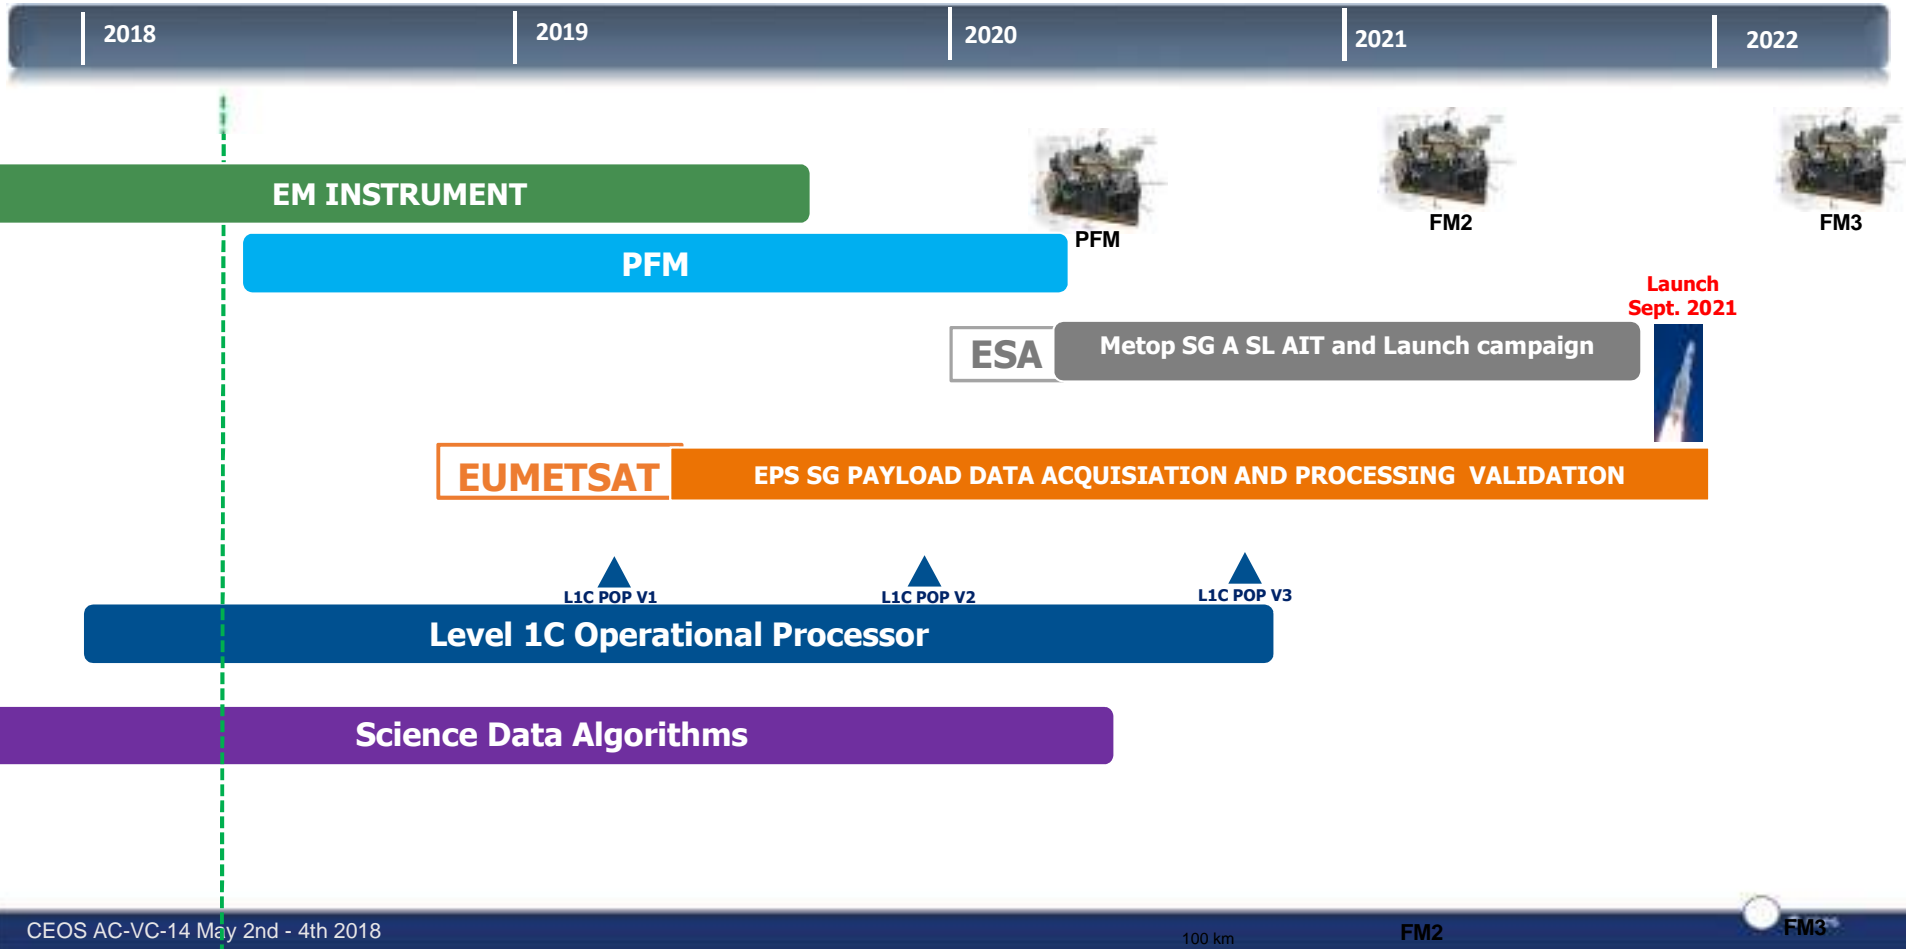 2018 2019 2020 2021 2022
EM INSTRUMENT
PFM
FM2
FM3
PFM
Launch
Sept. 2021
ESA
Metop SG A SL AIT and Launch campaign
EUMETSAT
EPS SG PAYLOAD DATA ACQUISIATION AND PROCESSING VALIDATION
L1C POP V1
L1C POP V2
L1C POP V3
Level 1C Operational Processor
Science Data Algorithms
CEOS AC-VC-14 May 2nd - 4th 2018
100 km
FM2
FM3